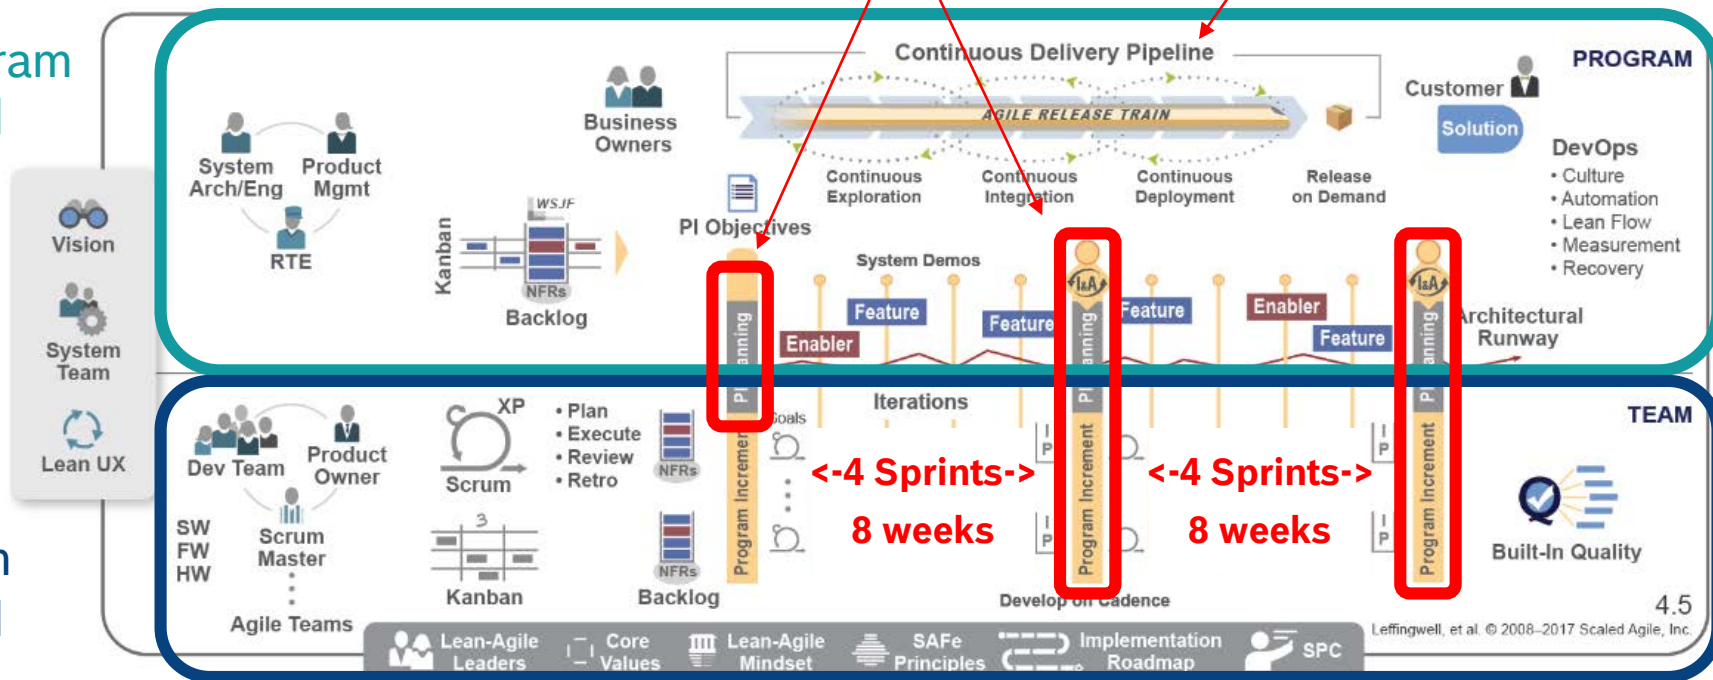 ram
Continuous Delivery Pipeline
PROGRAM
Customer
Business
Owners
AGILE RELEASE TRAIN
Solution
System
Arch/Eng
Product
Mgmt
RTE
DevOps
• Culture
• Automation
• Lean Flow
• Measurement
• Recovery
Continuous
Exploration
Continuous
Integration
Continuous
Deployment
Release
on Demand
Vision
System
Team
Lean UX
Kanban
WSJF
NFRs
Backlog
PI Objectives
System Demos
I&A
I&A
Enabler
Feature
Feature
Feature
Enabler
Feature
Architectural
Runway
Iterations
TEAM
Dev Team
Product
Owner
Scrum
Master
SW
FW
HW
Agile Teams
XP
Scrum
• Plan
• Execute
• Review
• Retro
3
Kanban
NFRs
NFRs
Backlog
Program Increment
Goals
<-4 Sprints->
8 weeks
I
P
I
P
PI Planning
Program Increment
<-4 Sprints->
8 weeks
I
P
I
P
PI Planning
Program Increment
Develop on Cadence
Built-In Quality
4.5
Leffingwell, et al. © 2008–2017 Scaled Agile, Inc.
Lean-Agile
Leaders
Core
Values
Lean-Agile
Mindset
SAFe
Principles
Implementation
Roadmap
SPC